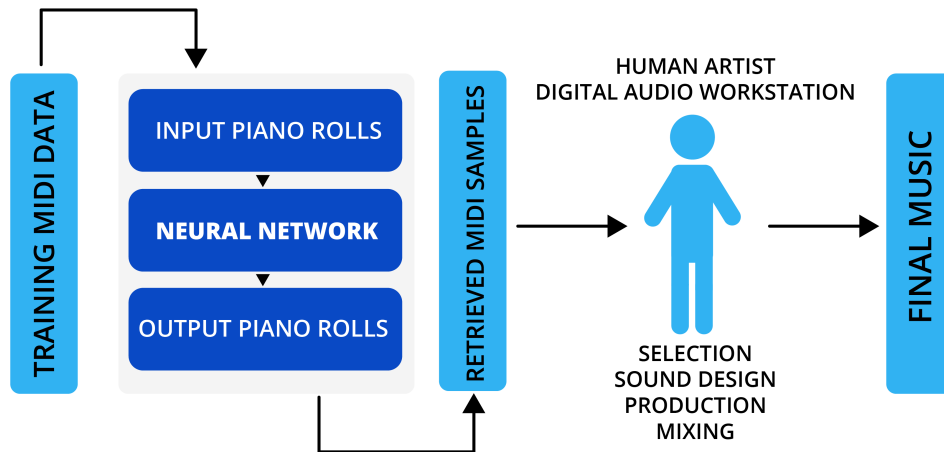 TRAINING MIDI DATA
INPUT PIANO ROLLS
NEURAL NETWORK
OUTPUT PIANO ROLLS
RETRIEVED MIDI SAMPLES
HUMAN ARTIST
DIGITAL AUDIO WORKSTATION
SELECTION
SOUND DESIGN
PRODUCTION
MIXING
FINAL MUSIC